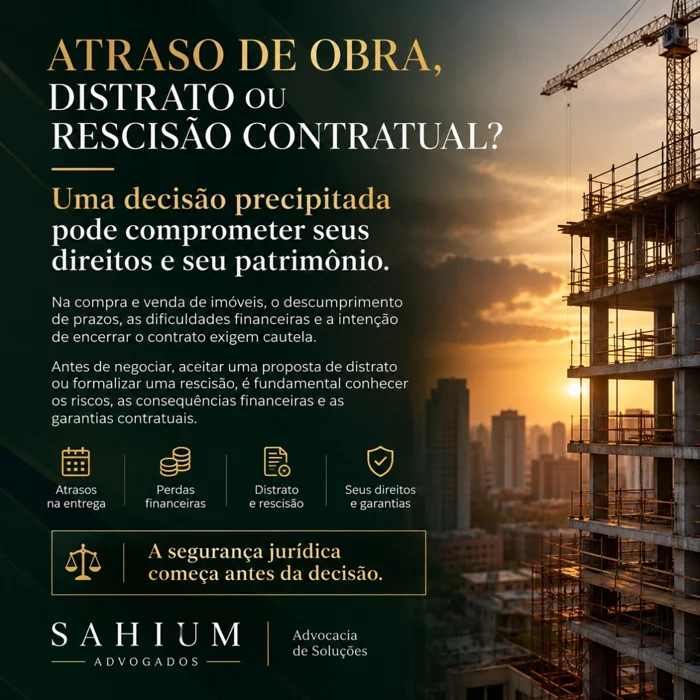 ATRASO DE OBRA,
DISTRATO OU
RESCISÃO CONTRATUAL?
Uma decisão precipitada
pode comprometer seus
direitos e seu patrimônio.
Na compra e venda de imóveis, o descumprimento
de prazos, as dificuldades financeiras e a intenção
de encerrar o contrato exigem cautela.
Antes de negociar, aceitar uma proposta de distrato
ou formalizar uma rescisão, é fundamental conhecer
os riscos, as consequências financeiras e as
garantias contratuais.
Atrasos
na entrega
Perdas
financeiras
Distrato
e rescisão
Seus direitos
e garantias
A segurança jurídica
começa antes da decisão.
SAHIUM
ADVOGADOS
Advocacia
de Soluções